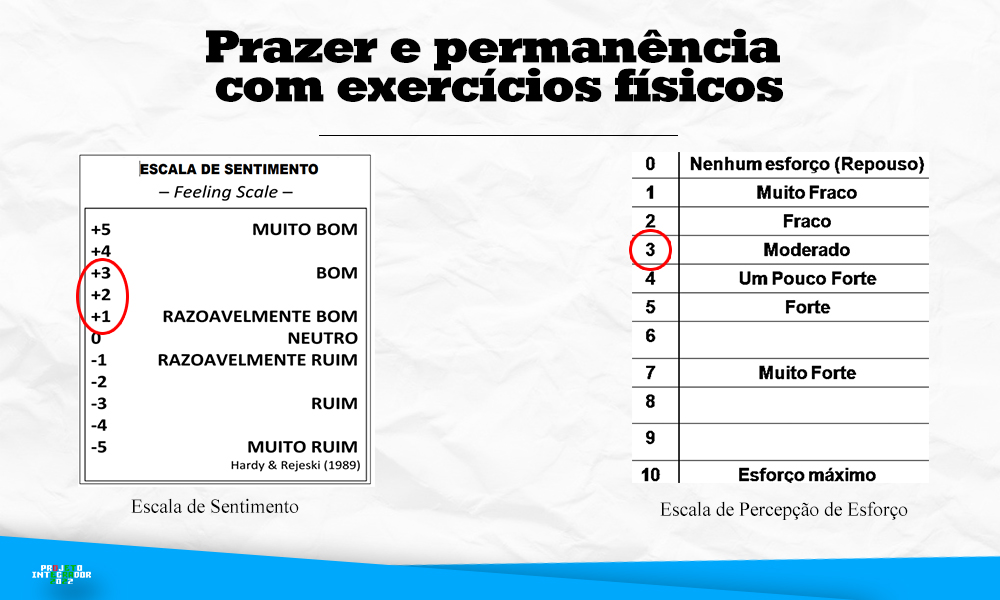 Prazer e permanência
com exercícios físicos
ESCALA DE SENTIMENTO
– Feeling Scale –
+5 MUITO BOM
+4
+3 BOM
+2
+1 RAZOAVELMENTE BOM
0 NEUTRO
-1 RAZOAVELMENTE RUIM
-2
-3 RUIM
-4
-5 MUITO RUIM
Hardy & Rejeski (1989)
Escala de Sentimento
0 Nenhum esforço (Repouso)
1 Muito Fraco
2 Fraco
3 Moderado
4 Um Pouco Forte
5 Forte
6
7 Muito Forte
8
9
10 Esforço máximo
Escala de Percepção de Esforço